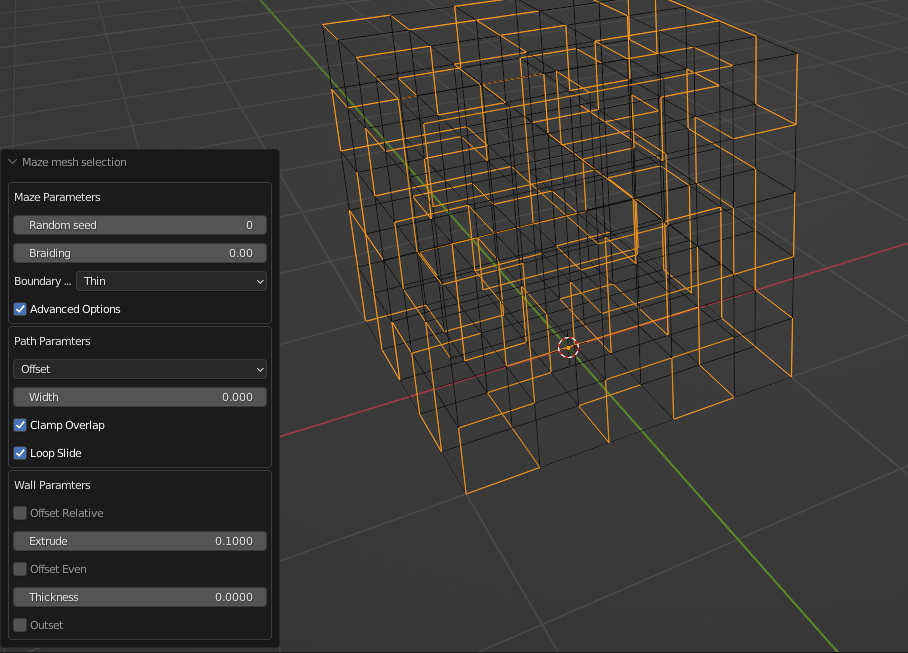 Maze mesh selection
Maze Parameters
Random seed 0
Braiding 0.00
Boundary ... Thin
Advanced Options
Path Paramters
Offset
Width 0.000
Clamp Overlap
Loop Slide
Wall Paramters
Offset Relative
Extrude 0.1000
Offset Even
Thickness 0.0000
Outset